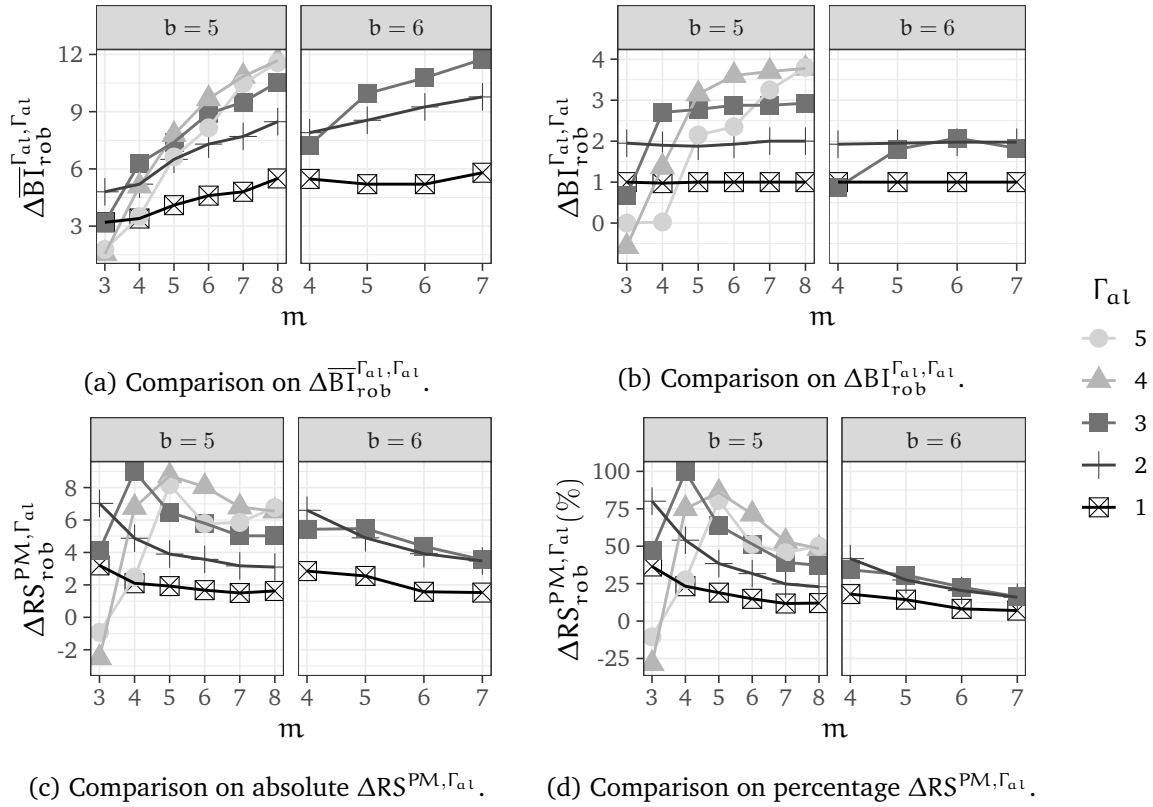 b = 5 b = 6
12
9
6
3
3 4 5 6 7 8 4 5 6 7
m
Δ\overline{BI}_{rob}^{Γ_{al},Γ_{al}}
(a) Comparison on Δ\overline{BI}_{rob}^{Γ_{al},Γ_{al}}.
b = 5 b = 6
4
3
2
1
0
3 4 5 6 7 8 4 5 6 7
m
ΔBI_{rob}^{Γ_{al},Γ_{al}}
(b) Comparison on ΔBI_{rob}^{Γ_{al},Γ_{al}}.
b = 5 b = 6
8
6
4
2
0
-2
3 4 5 6 7 8 4 5 6 7
m
ΔRS_{rob}^{PM,Γ_{al}}
(c) Comparison on absolute ΔRS^{PM,Γ_{al}}.
b = 5 b = 6
100
75
50
25
0
-25
3 4 5 6 7 8 4 5 6 7
m
ΔRS_{rob}^{PM,Γ_{al}}(%)
(d) Comparison on percentage ΔRS^{PM,Γ_{al}}.
Γ_{al}
5
4
3
2
1